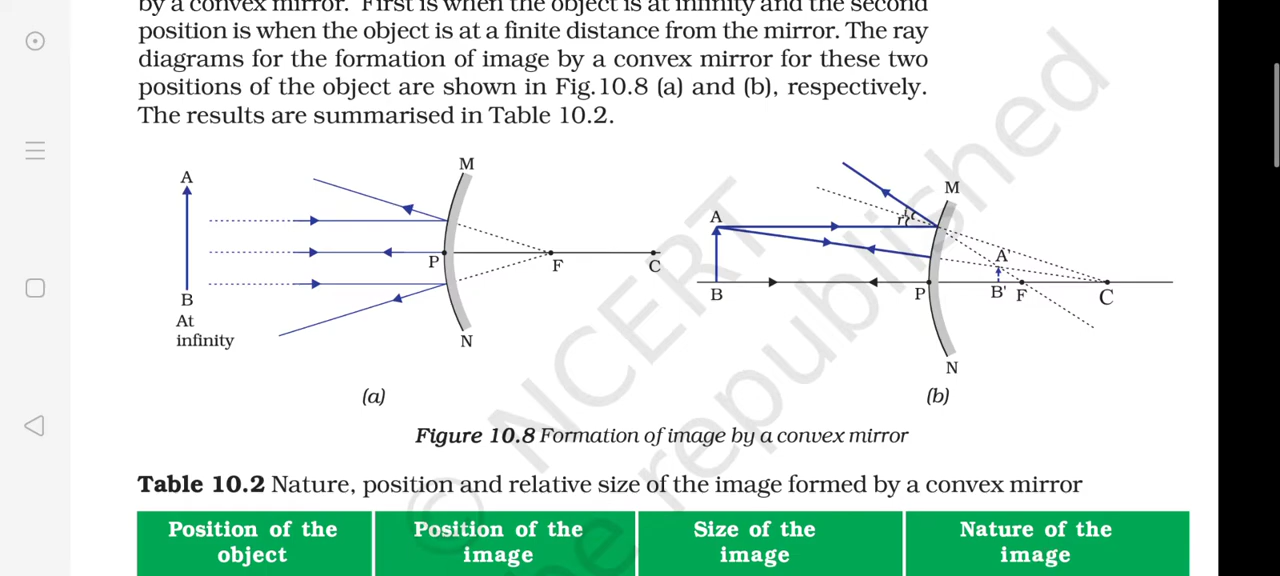 by a convex mirror. First is when the object is at infinity and the second
position is when the object is at a finite distance from the mirror. The ray
diagrams for the formation of image by a convex mirror for these two
positions of the object are shown in Fig.10.8 (a) and (b), respectively.
The results are summarised in Table 10.2.
A
B
At
infinity
M
P
F
C
N
(a)
A
B
M
r
i
P
A'
B'
F
C
N
(b)
© NCERT
republished
Figure 10.8 Formation of image by a convex mirror
Table 10.2 Nature, position and relative size of the image formed by a convex mirror
Position of the object
Position of the image
Size of the image
Nature of the image